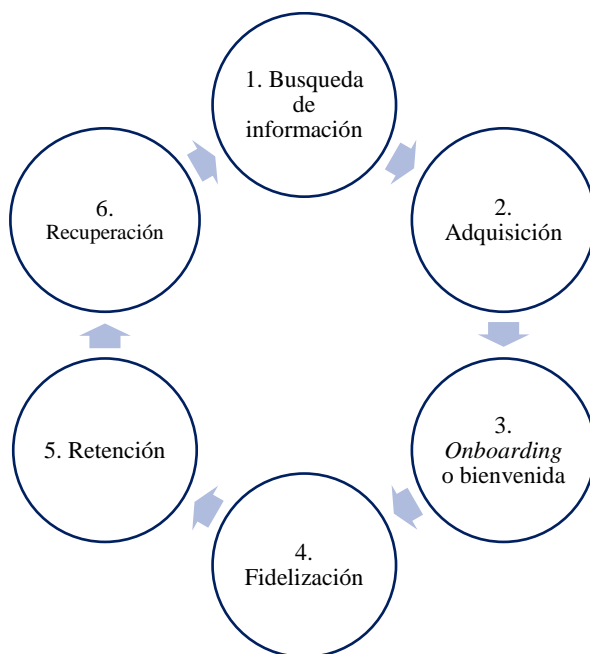 1. Busqueda
de
información
2.
Adquisición
3.
Onboarding
o bienvenida
4.
Fidelización
5. Retención
6.
Recuperación